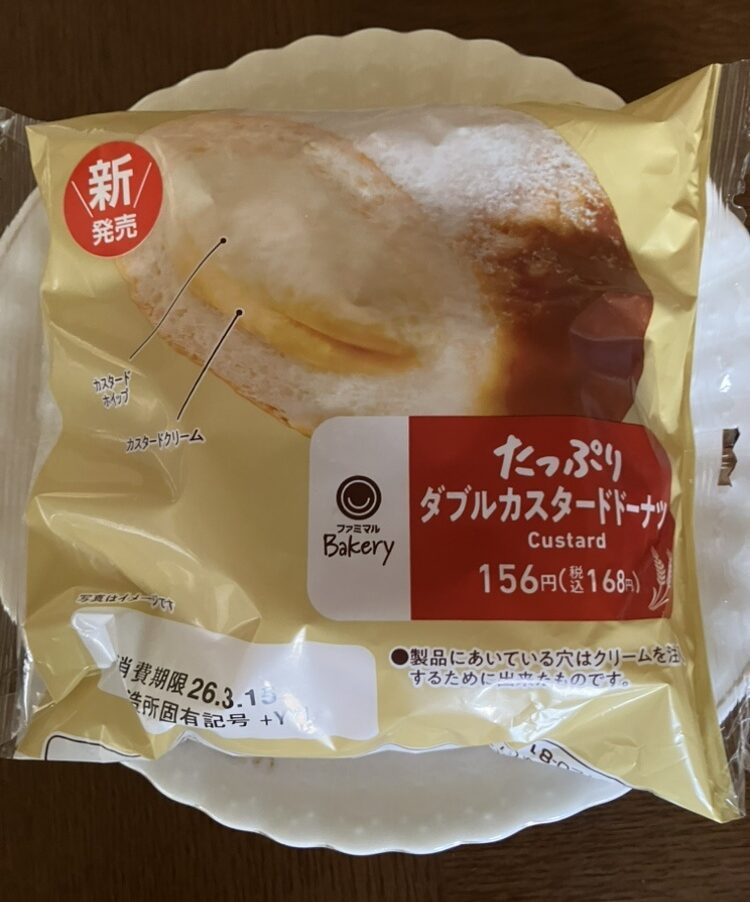 新
発売
カスタード
ホイップ
カスタードクリーム
たっぷり
ダブルカスタードドーナツ
Custard
ファミマル
Bakery
156円(税込168円)
写真はイメージです
●製品にあいている穴はクリームを注
するために出来たものです。
消費期限26.3.15
造所固有記号 +Y